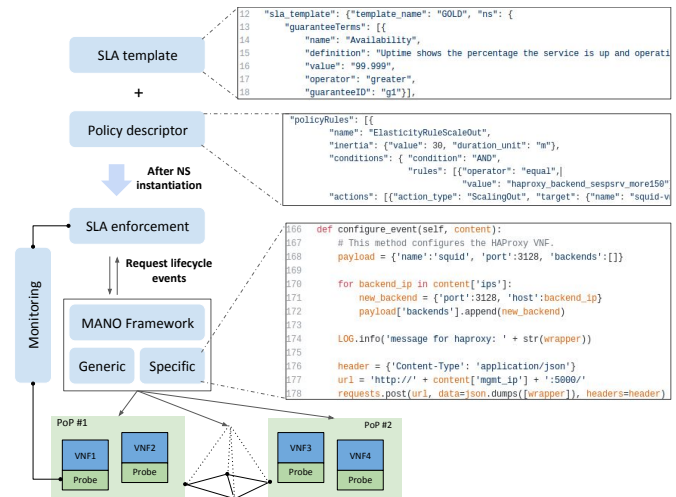 SLA template
12 "sla_template": {"template_name": "GOLD", "ns": {
13 "guaranteeTerms": [{
14 "name": "Availability",
15 "definition": "Uptime shows the percentage the service is up and operati
16 "value": "99.999",
17 "operator": "greater",
18 "guaranteeID": "g1"}],
+
Policy descriptor
"policyRules": [{
"name": "ElasticityRuleScaleOut",
"inertia": {"value": 30, "duration_unit": "m"},
"conditions": { "condition": "AND",
"rules": [{"operator": "equal",
"value": "haproxy_backend_sespsrv_more150"
"actions": [{"action_type": "ScalingOut", "target": {"name": "squid-v
After NS
instantiation
SLA enforcement
Request lifecycle
events
Monitoring
MANO Framework
Generic
Specific
166 def configure_event(self, content):
167 # This method configures the HAProxy VNF.
168 payload = {'name':'squid', 'port':3128, 'backends':[]}
169
170 for backend_ip in content['ips']:
171 new_backend = {'port':3128, 'host':backend_ip}
172 payload['backends'].append(new_backend)
173
174 LOG.info('message for haproxy: ' + str(wrapper))
175
176 header = {'Content-Type': 'application/json'}
177 url = 'http://' + content['mgmt_ip'] + ':5000/'
178 requests.post(url, data=json.dumps([wrapper]), headers=header)
PoP #1
VNF1
Probe
VNF2
Probe
PoP #2
VNF3
Probe
VNF4
Probe